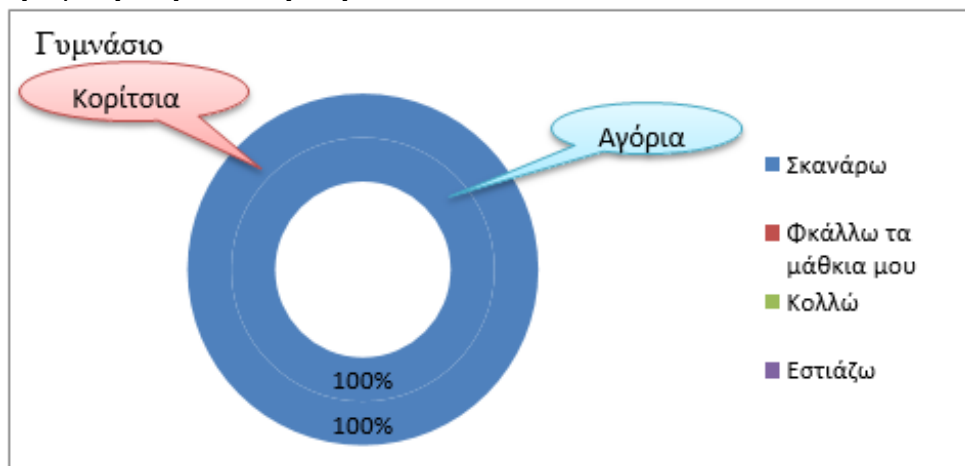 Γυμνάσιο
Κορίτσια
Αγόρια
Σκανάρω
Φκάλλω τα
μάθκια μου
Κολλώ
Εστιάζω
100%
100%